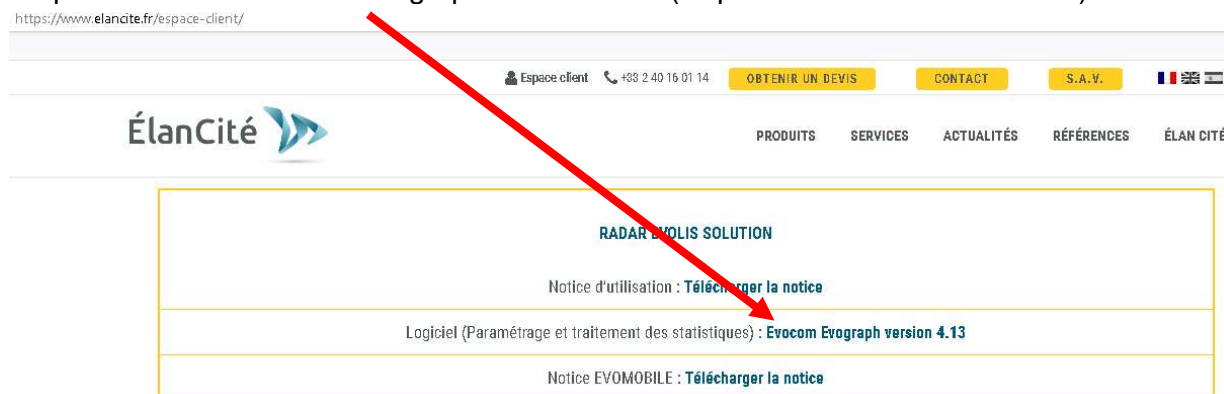 https://www.elancite.fr/espace-client/
Espace client +33 2 40 16 01 14 OBTENIR UN DEVIS CONTACT S.A.V.
ÉlanCité PRODUITS SERVICES ACTUALITÉS RÉFÉRENCES ÉLAN CITÉ
RADAR EVOLIS SOLUTION
Notice d'utilisation : Télécharger la notice
Logiciel (Paramétrage et traitement des statistiques) : Evocom Evograph version 4.13
Notice EVOMOBILE : Télécharger la notice